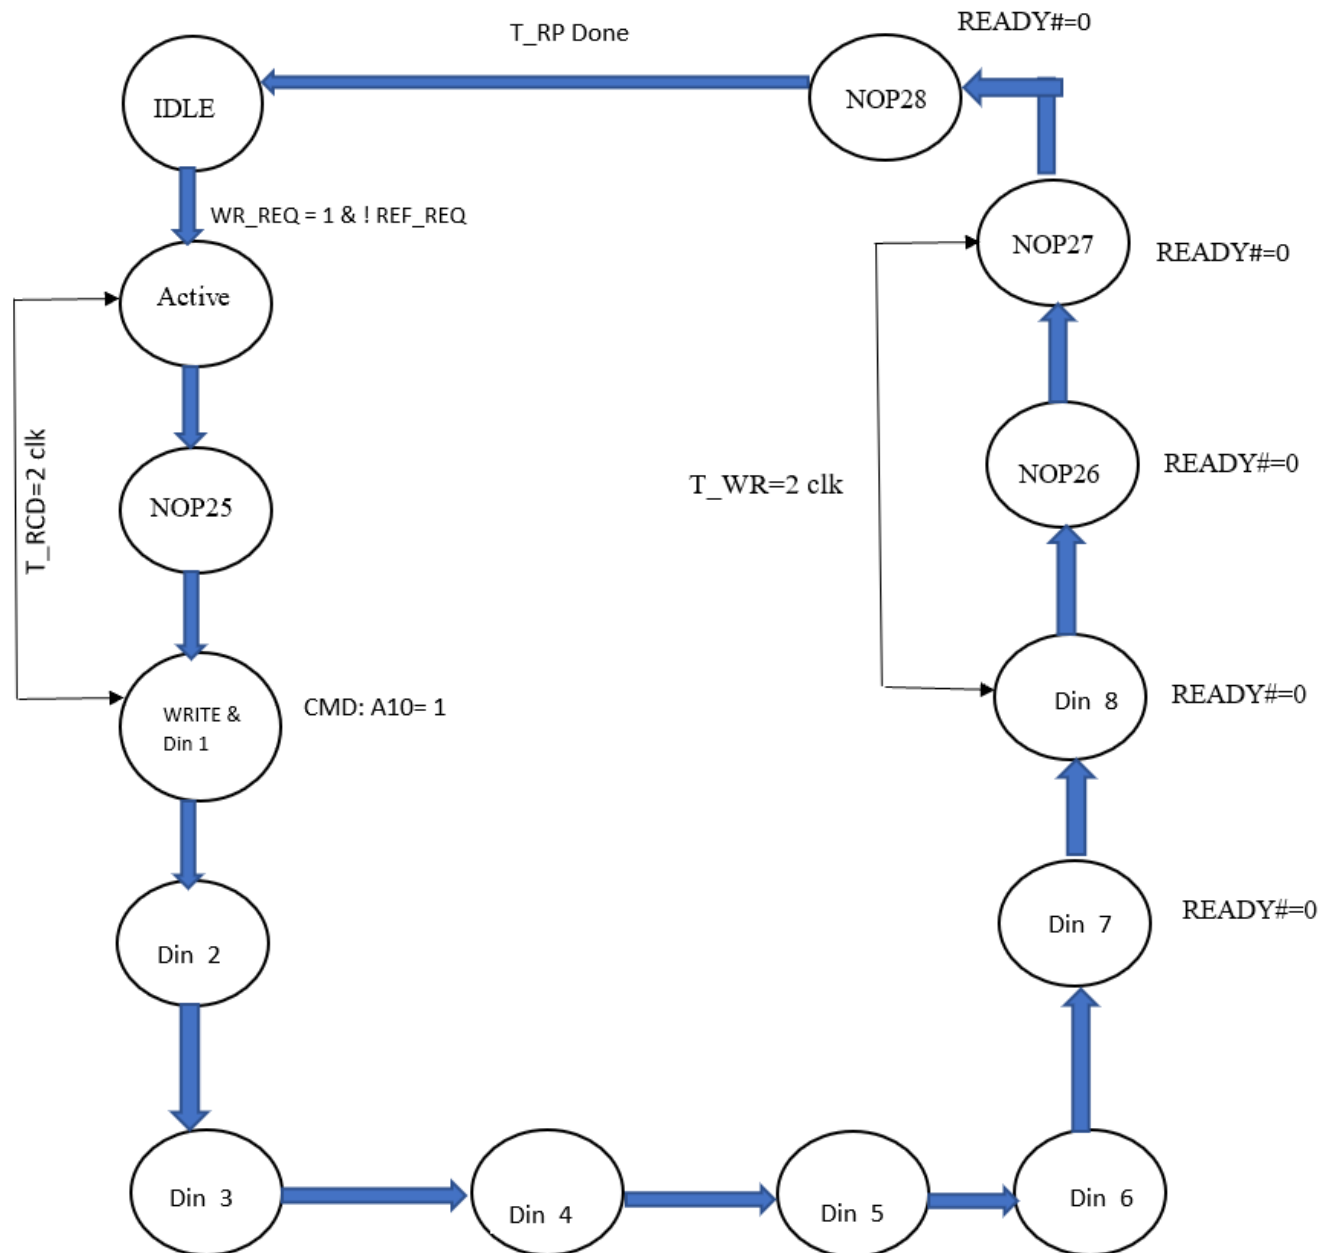 READY#=0
T_RP Done
IDLE
NOP28
WR_REQ = 1 & ! REF_REQ
NOP27
READY#=0
Active
T_RCD=2 clk
NOP25
NOP26
READY#=0
T_WR=2 clk
WRITE &
Din 1
CMD: A10= 1
Din 8
READY#=0
Din 2
Din 7
READY#=0
Din 3
Din 4
Din 5
Din 6